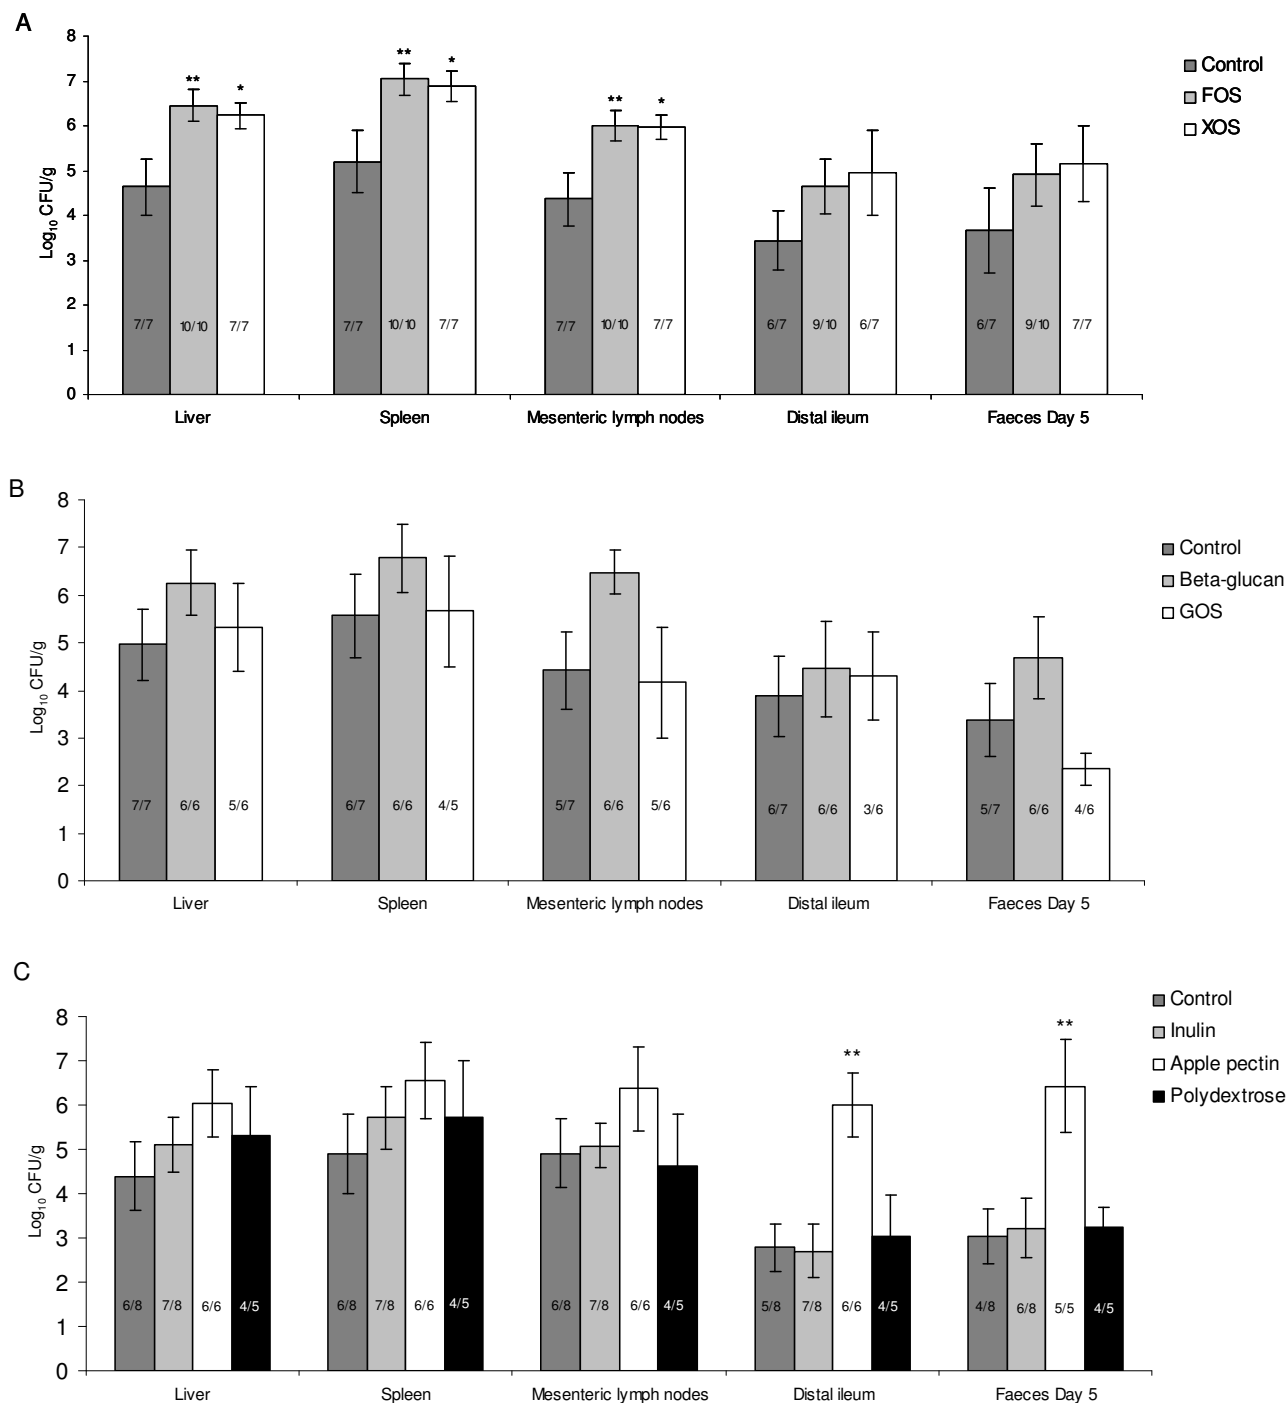 A
8
7
6
5
4
3
2
1
0
Log10 CFU/g
** * ** * ** *
7/7 10/10 7/7 7/7 10/10 7/7 7/7 10/10 7/7 6/7 9/10 6/7 6/7 9/10 7/7
Liver Spleen Mesenteric lymph nodes Distal ileum Faeces Day 5
Control
FOS
XOS
B
8
7
6
5
4
3
2
1
0
Log10 CFU/g
7/7 6/6 5/6 6/7 6/6 4/5 5/7 6/6 5/6 6/7 6/6 3/6 5/7 6/6 4/6
Liver Spleen Mesenteric lymph nodes Distal ileum Faeces Day 5
Control
Beta-glucan
GOS
C
8
7
6
5
4
3
2
1
0
Log10 CFU/g
** **
6/8 7/8 6/6 4/5 6/8 7/8 6/6 4/5 6/8 7/8 6/6 4/5 5/8 7/8 6/6 4/5 4/8 6/8 5/5 4/5
Liver Spleen Mesenteric lymph nodes Distal ileum Faeces Day 5
Control
Inulin
Apple pectin
Polydextrose